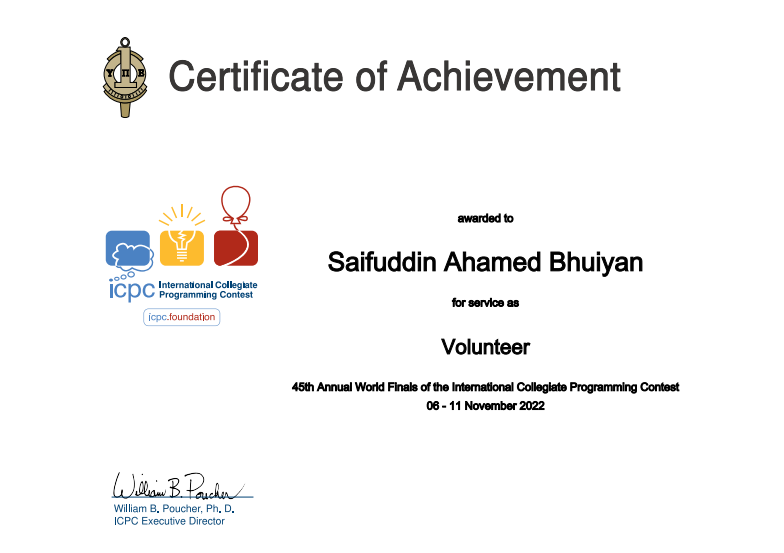 Certificate of Achievement
Y Π B
awarded to
Saifuddin Ahamed Bhuiyan
for service as
Volunteer
45th Annual World Finals of the International Collegiate Programming Contest
06 - 11 November 2022
icpc International Collegiate
Programming Contest
icpc.foundation
William B. Poucher
William B. Poucher, Ph. D.
ICPC Executive Director